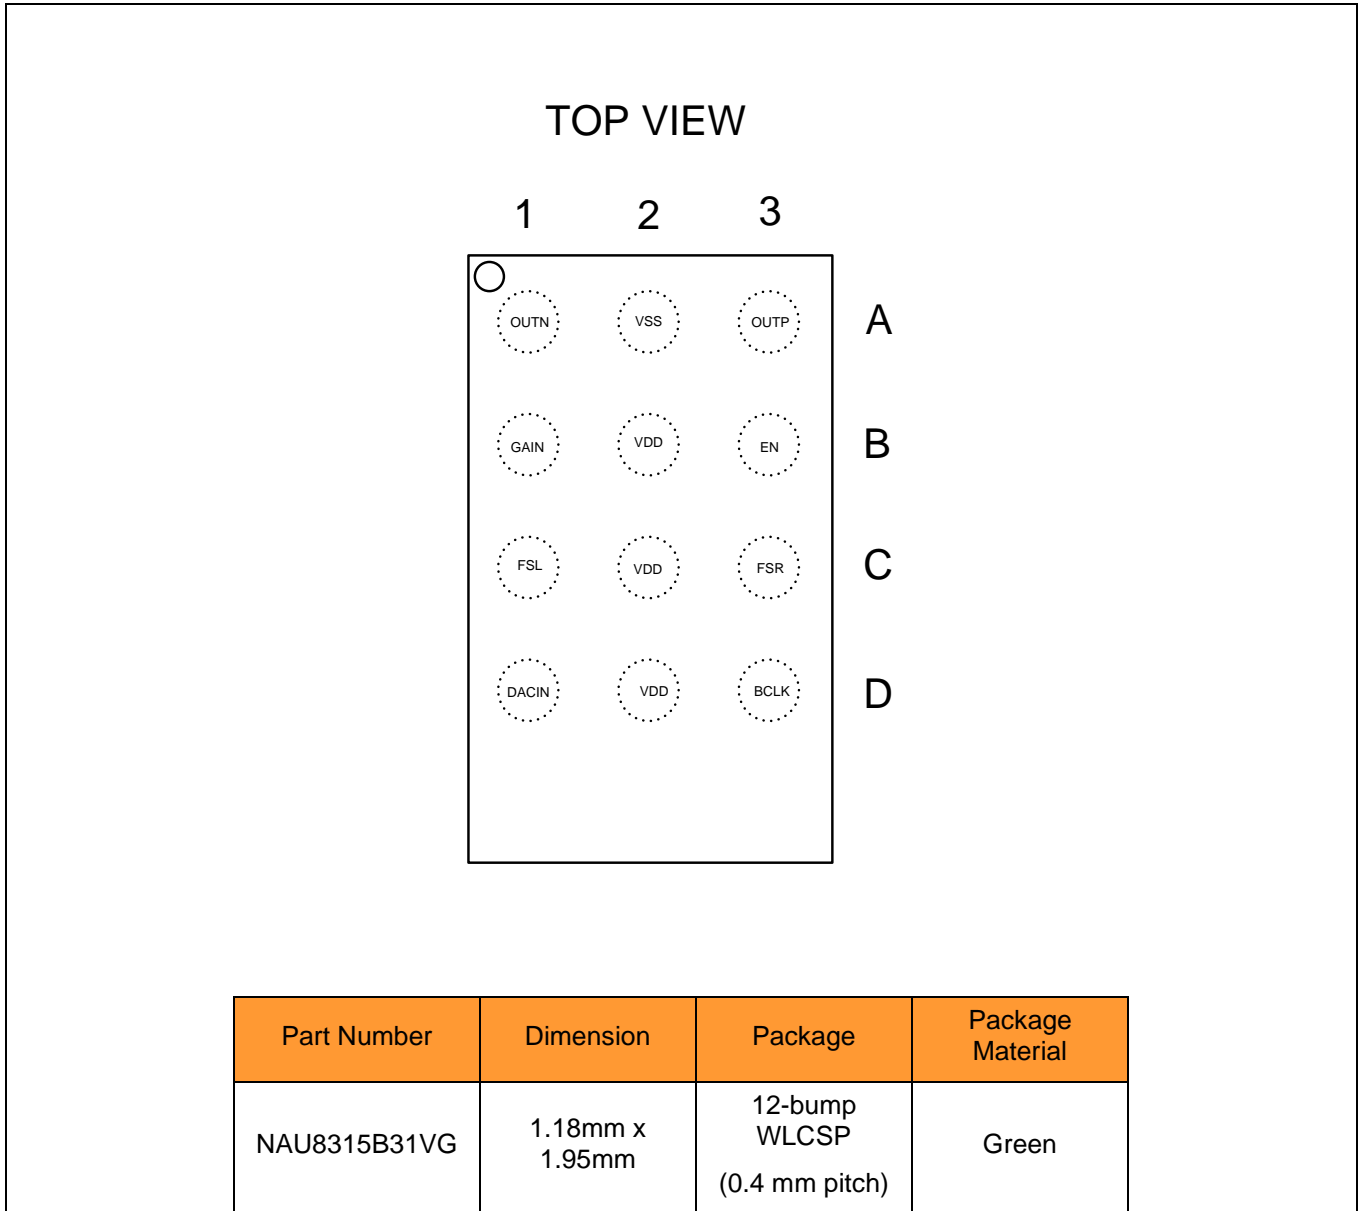 TOP VIEW
1 2 3
OUTN VSS OUTP A
GAIN VDD EN B
FSL VDD FSR C
DACIN VDD BCLK D
Part Number Dimension Package Package Material
NAU8315B31VG 1.18mm x 1.95mm 12-bump WLCSP (0.4 mm pitch) Green